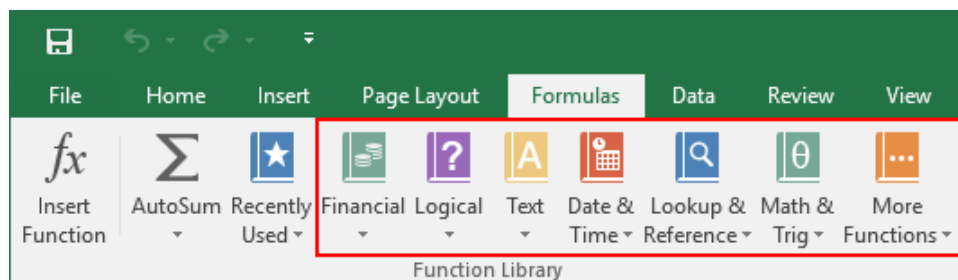 File Home Insert Page Layout Formulas Data Review View
fx Σ ? A θ
Insert AutoSum Recently Financial Logical Text Date & Lookup & Math & More
Function Used Time Reference Trig Functions
Function Library